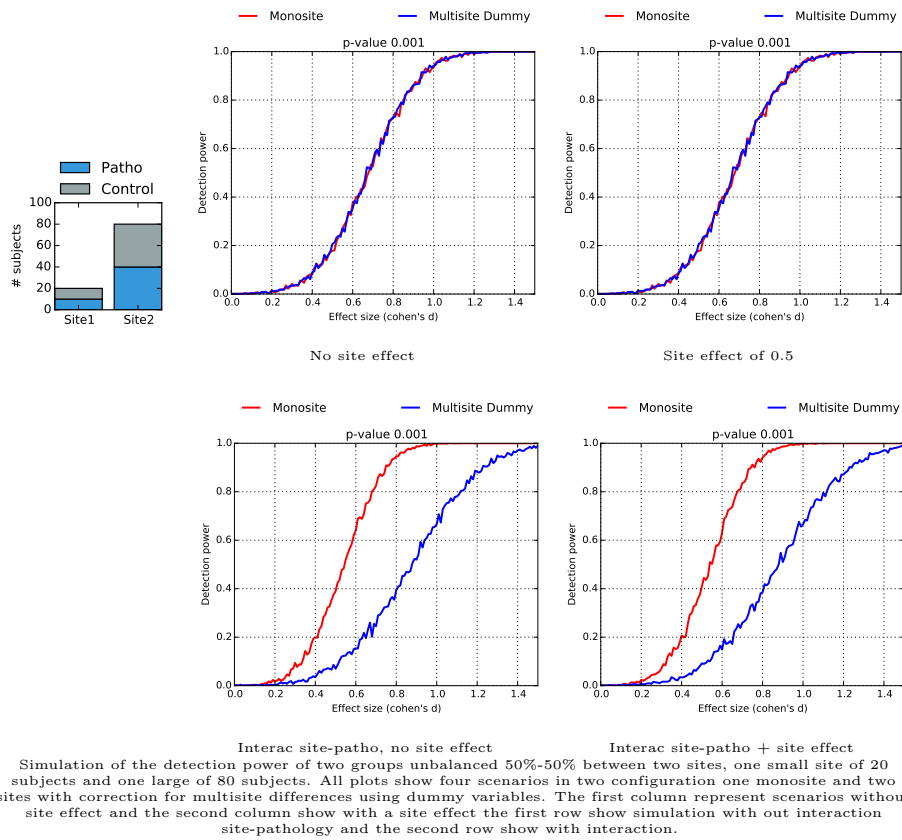 Monosite
Multisite Dummy
p-value 0.001
Detection power
1.0
0.8
0.6
0.4
0.2
0.0
0.0 0.2 0.4 0.6 0.8 1.0 1.2 1.4
Effect size (cohen's d)
No site effect
Monosite
Multisite Dummy
p-value 0.001
Detection power
1.0
0.8
0.6
0.4
0.2
0.0
0.0 0.2 0.4 0.6 0.8 1.0 1.2 1.4
Effect size (cohen's d)
Site effect of 0.5
Patho
Control
# subjects
100
80
60
40
20
0
Site1 Site2
Monosite
Multisite Dummy
p-value 0.001
Detection power
1.0
0.8
0.6
0.4
0.2
0.0
0.0 0.2 0.4 0.6 0.8 1.0 1.2 1.4
Effect size (cohen's d)
Interac site-patho, no site effect
Monosite
Multisite Dummy
p-value 0.001
Detection power
1.0
0.8
0.6
0.4
0.2
0.0
0.0 0.2 0.4 0.6 0.8 1.0 1.2 1.4
Effect size (cohen's d)
Interac site-patho + site effect
Simulation of the detection power of two groups unbalanced 50%-50% between two sites, one small site of 20
subjects and one large of 80 subjects. All plots show four scenarios in two configuration one monosite and two
sites with correction for multisite differences using dummy variables. The first column represent scenarios withou
site effect and the second column show with a site effect the first row show simulation with out interaction
site-pathology and the second row show with interaction.